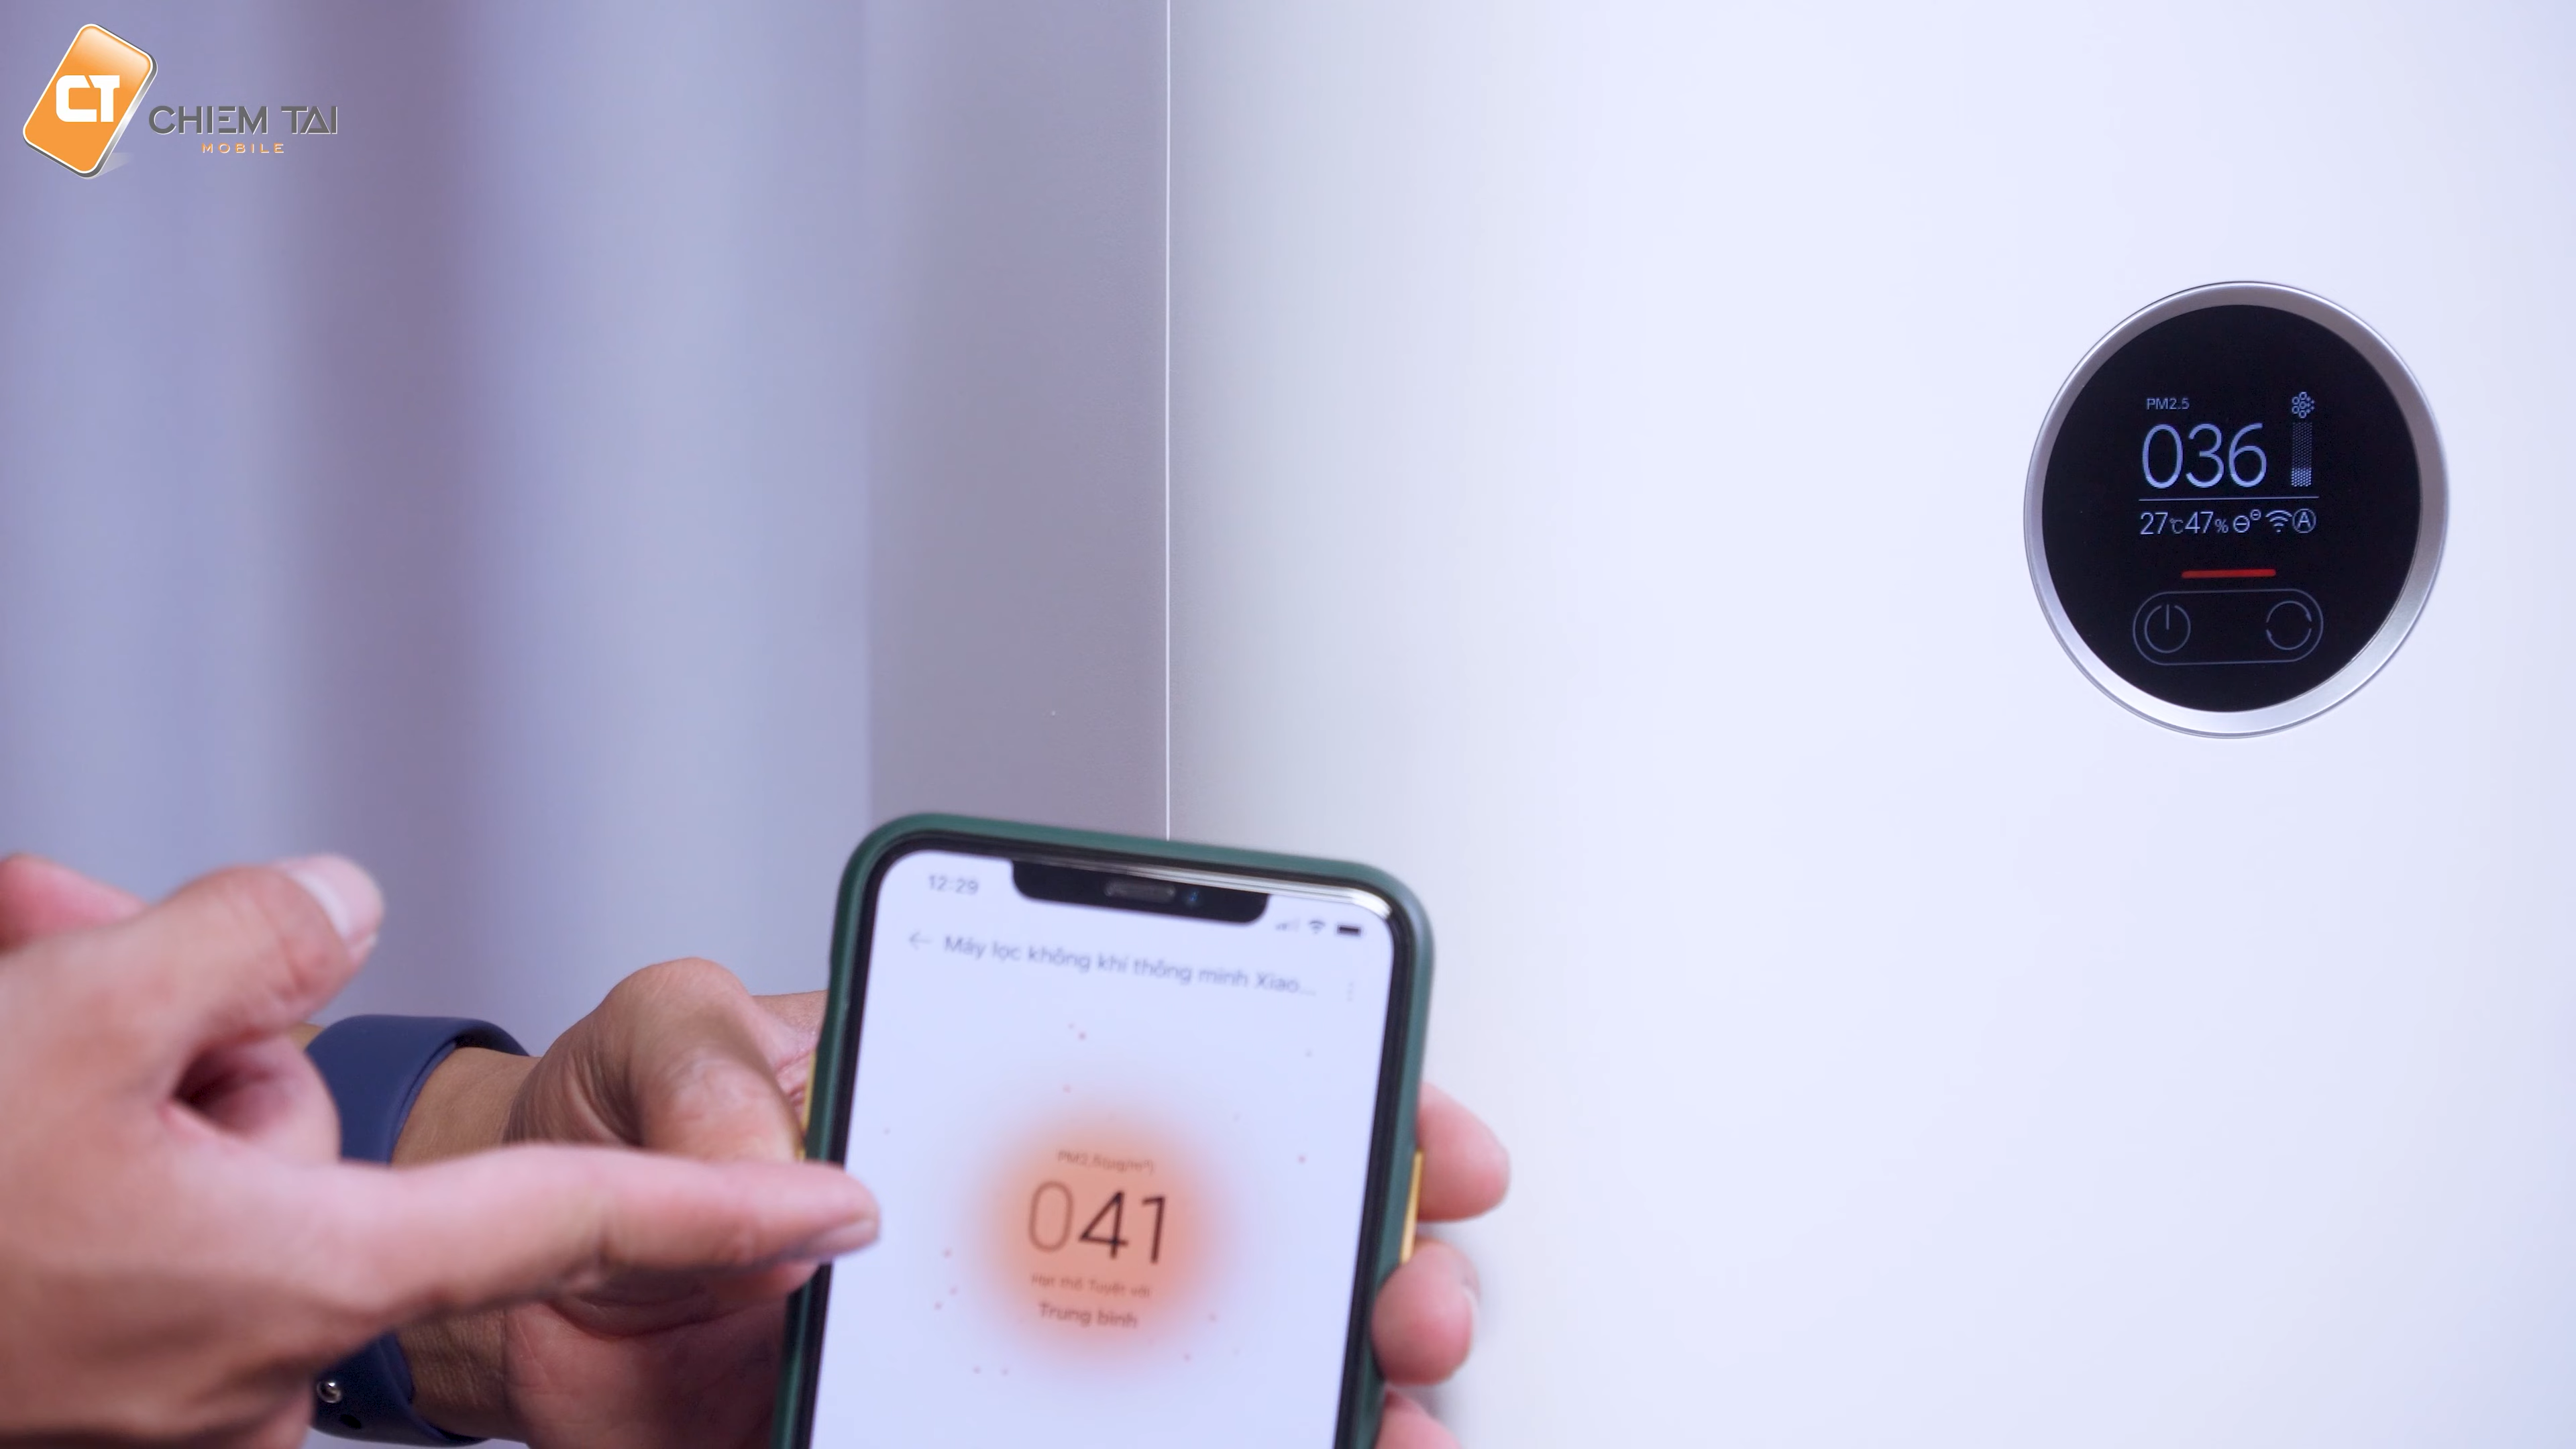 CT
CHIEM TAI
MOBILE
PM2.5
036
27°C47% A
12:29
Máy lọc không khí thông minh Xiao...
PM2.5(µg/m³)
041
Trung bình